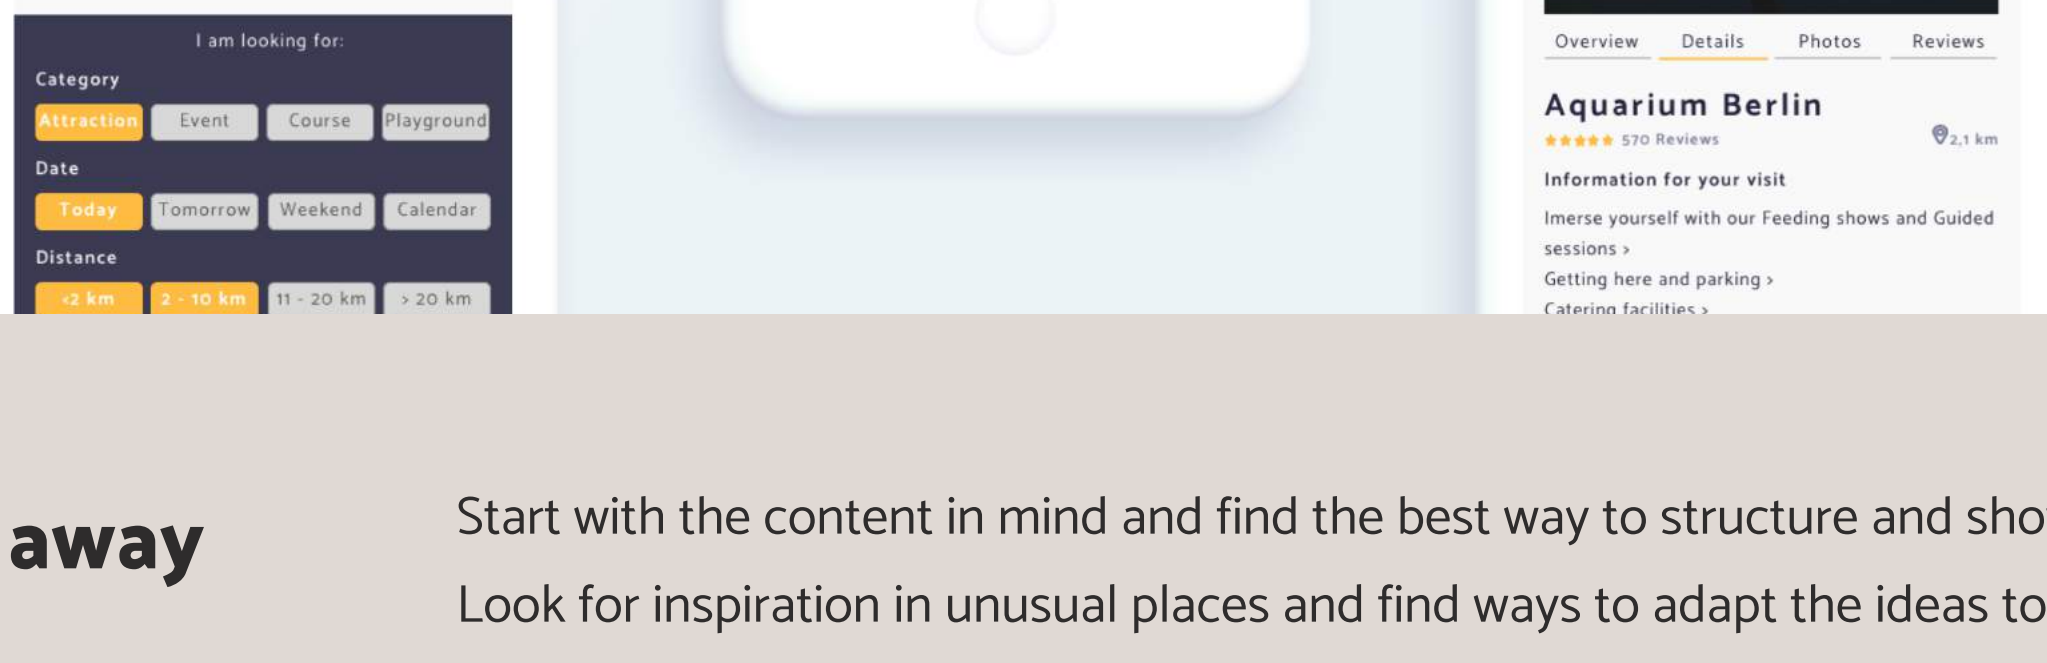 I am looking for:
Category
Attraction Event Course Playground
Date
Today Tomorrow Weekend Calendar
Distance
<2 km 2 - 10 km 11 - 20 km > 20 km
Overview Details Photos Reviews
Aquarium Berlin
570 Reviews 2,1 km
Information for your visit
Imerse yourself with our Feeding shows and Guided
sessions >
Getting here and parking >
Catering facilities >
away
Start with the content in mind and find the best way to structure and sho
Look for inspiration in unusual places and find ways to adapt the ideas to